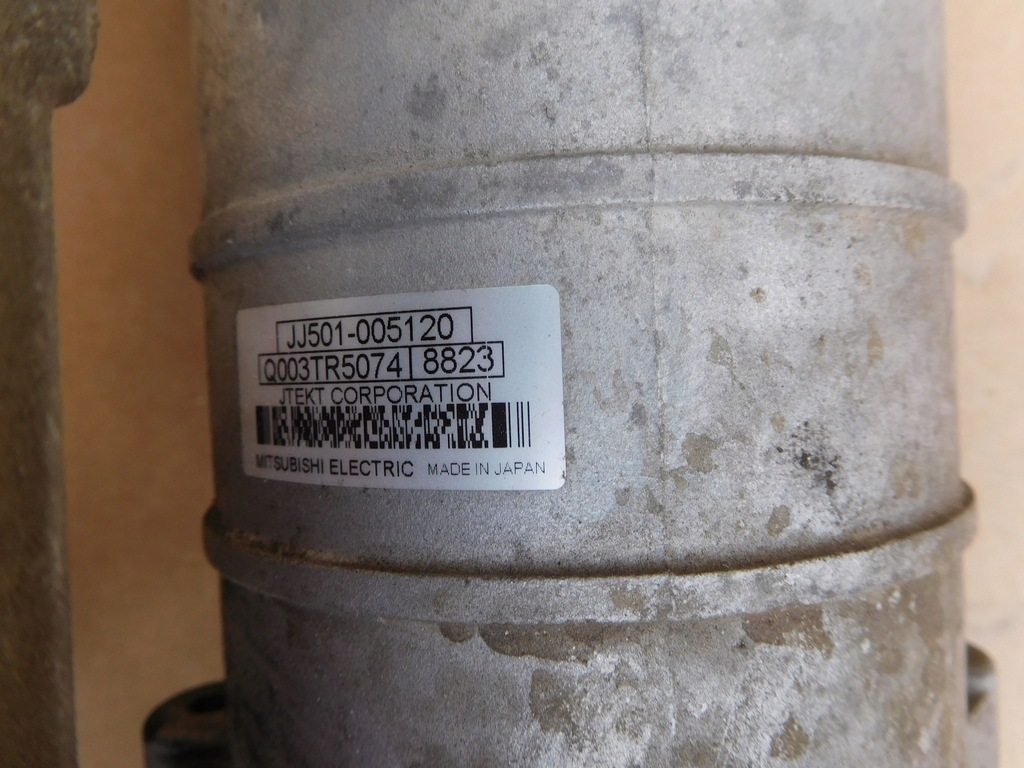 JJ501-005120
Q003TR5074 8823
JTEKT CORPORATION
MITSUBISHI ELECTRIC MADE IN JAPAN